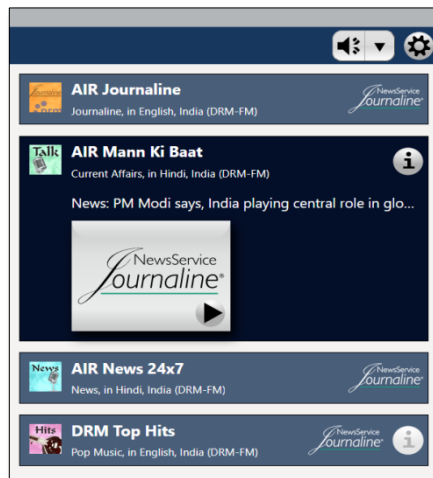 AIR Journaline
Journaline, in English, India (DRM-FM)
NewsService
Journaline®
Talk
AIR Mann Ki Baat
Current Affairs, in Hindi, India (DRM-FM)
News: PM Modi says, India playing central role in glo...
NewsService
Journaline®
News
AIR News 24x7
News, in Hindi, India (DRM-FM)
NewsService
Journaline®
Hits
DRM Top Hits
Pop Music, in English, India (DRM-FM)
NewsService
Journaline®